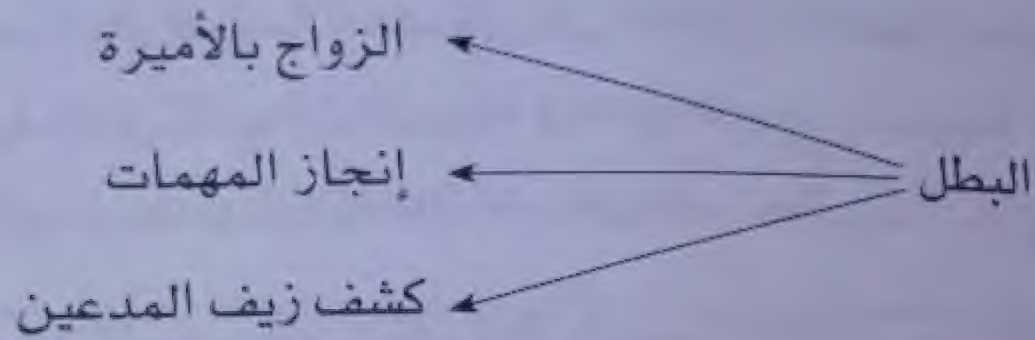 الزواج بالأميرة
البطل
إنجاز المهمات
كشف زيف المدعين